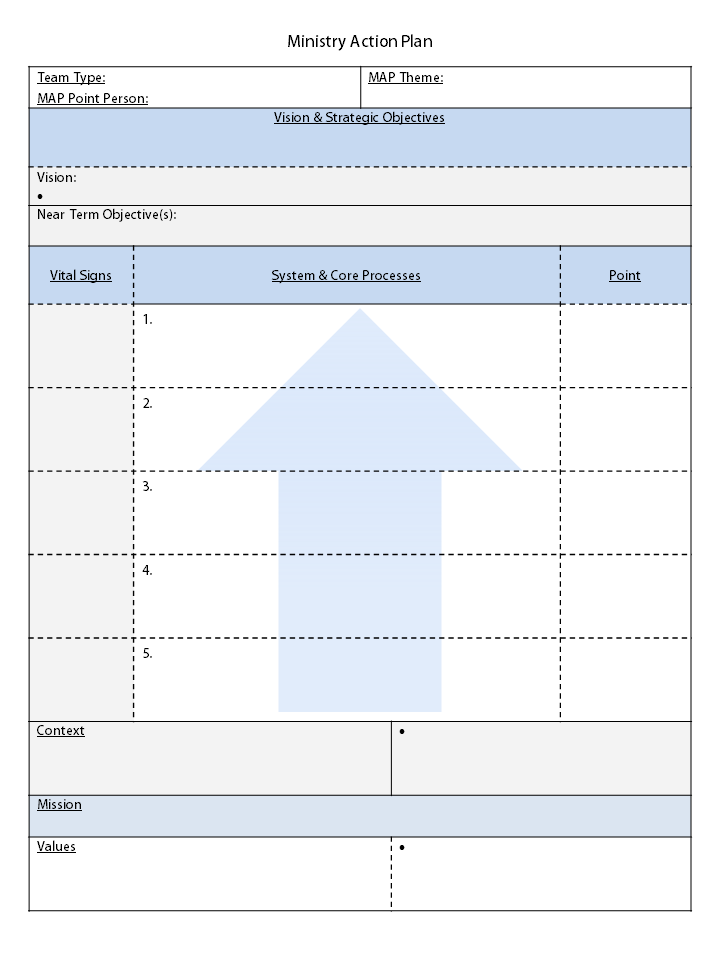 Ministry Action Plan
Team Type:
MAP Point Person:
MAP Theme:
Vision & Strategic Objectives
Vision:
•
Near Term Objective(s):
Vital Signs
System & Core Processes
Point
1.
2.
3.
4.
5.
Context
•
Mission
Values
•